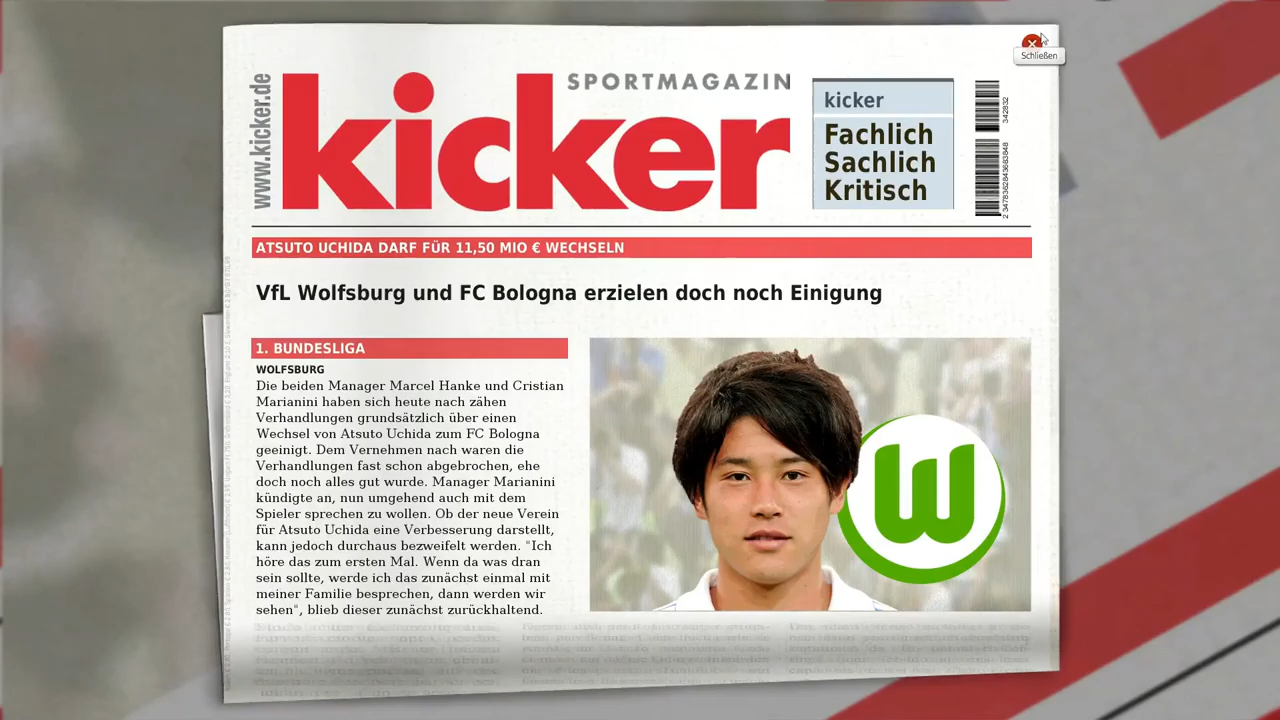 Schließen
www.kicker.de
SPORTMAGAZIN
kicker
kicker
Fachlich
Sachlich
Kritisch
ATSUTO UCHIDA DARF FÜR 11,50 MIO € WECHSELN
VfL Wolfsburg und FC Bologna erzielen doch noch Einigung
1. BUNDESLIGA
WOLFSBURG
Die beiden Manager Marcel Hanke und Cristian
Marianini haben sich heute nach zähen
Verhandlungen grundsätzlich über einen
Wechsel von Atsuto Uchida zum FC Bologna
geeinigt. Dem Vernehmen nach waren die
Verhandlungen fast schon abgebrochen, ehe
doch noch alles gut wurde. Manager Marianini
kündigte an, nun umgehend auch mit dem
Spieler sprechen zu wollen. Ob der neue Verein
für Atsuto Uchida eine Verbesserung darstellt,
kann jedoch durchaus bezweifelt werden. "Ich
höre das zum ersten Mal. Wenn da was dran
sein sollte, werde ich das zunächst einmal mit
meiner Familie besprechen, dann werden wir
sehen", blieb dieser zunächst zurückhaltend.
W